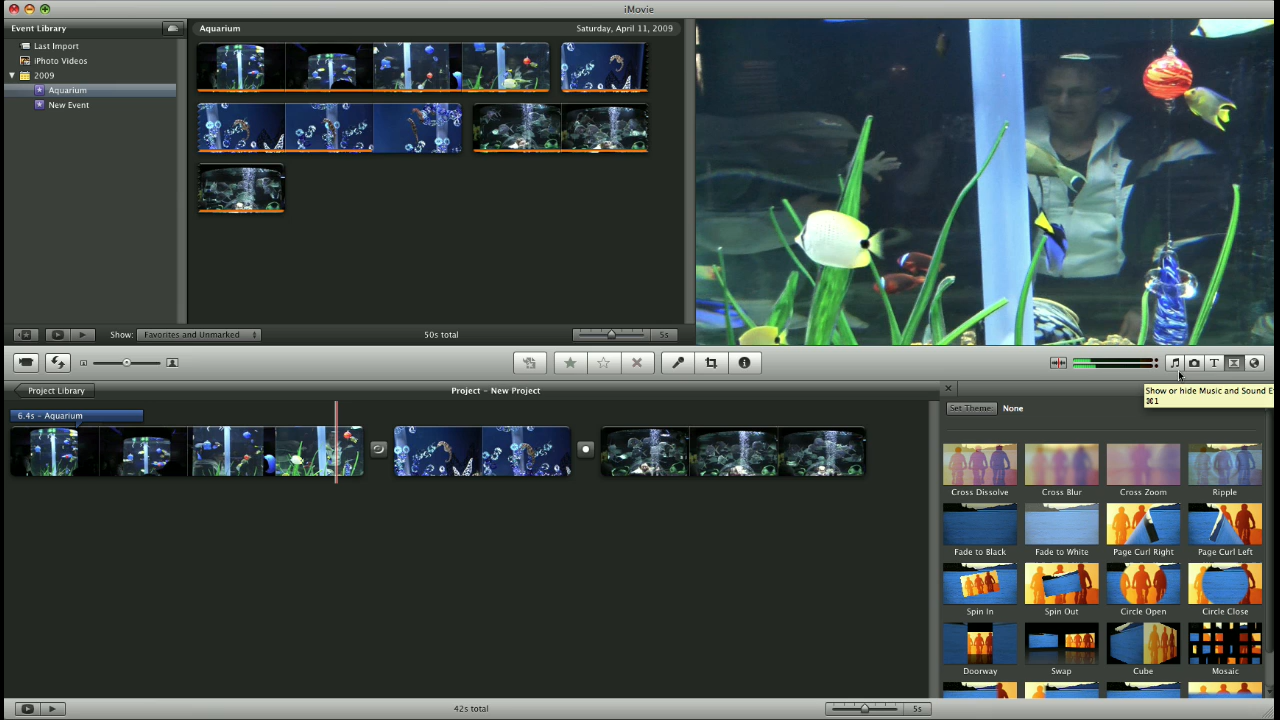 iMovie
Event Library
Aquarium
Saturday, April 11, 2009
Last Import
iPhoto Videos
2009
Aquarium
New Event
Show:
Favorites and Unmarked
50s total
5s
Project Library
Project - New Project
Show or hide Music and Sound E
⌘1
6.4s - Aquarium
Set Theme:
None
Cross Dissolve
Cross Blur
Cross Zoom
Ripple
Fade to Black
Fade to White
Page Curl Right
Page Curl Left
Spin In
Spin Out
Circle Open
Circle Close
Doorway
Swap
Cube
Mosaic
42s total
5s